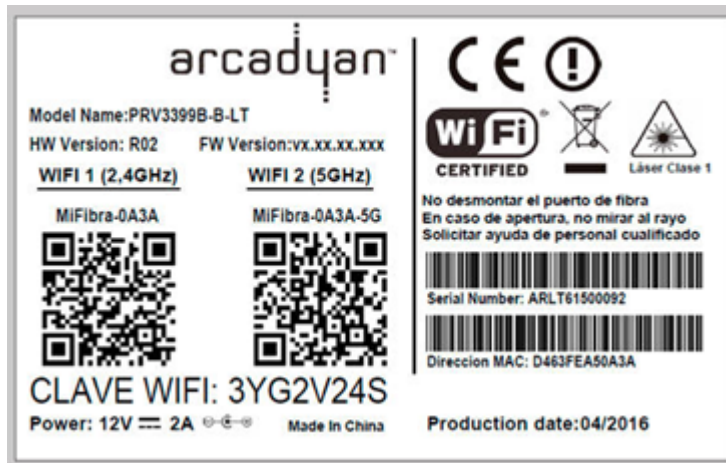 arcadyan™
Model Name:PRV3399B-B-LT
HW Version: R02 FW Version:vx.xx.xx.xxx
WIFI 1 (2,4GHz) WIFI 2 (5GHz)
MiFibra-0A3A MiFibra-0A3A-5G
CLAVE WIFI: 3YG2V24S
Power: 12V 2A Made In China
CE
Wi Fi ®
CERTIFIED
Láser Clase 1
No desmontar el puerto de fibra
En caso de apertura, no mirar al rayo
Solicitar ayuda de personal cualificado
Serial Number: ARLT61500092
Direccion MAC: D463FEA50A3A
Production date:04/2016